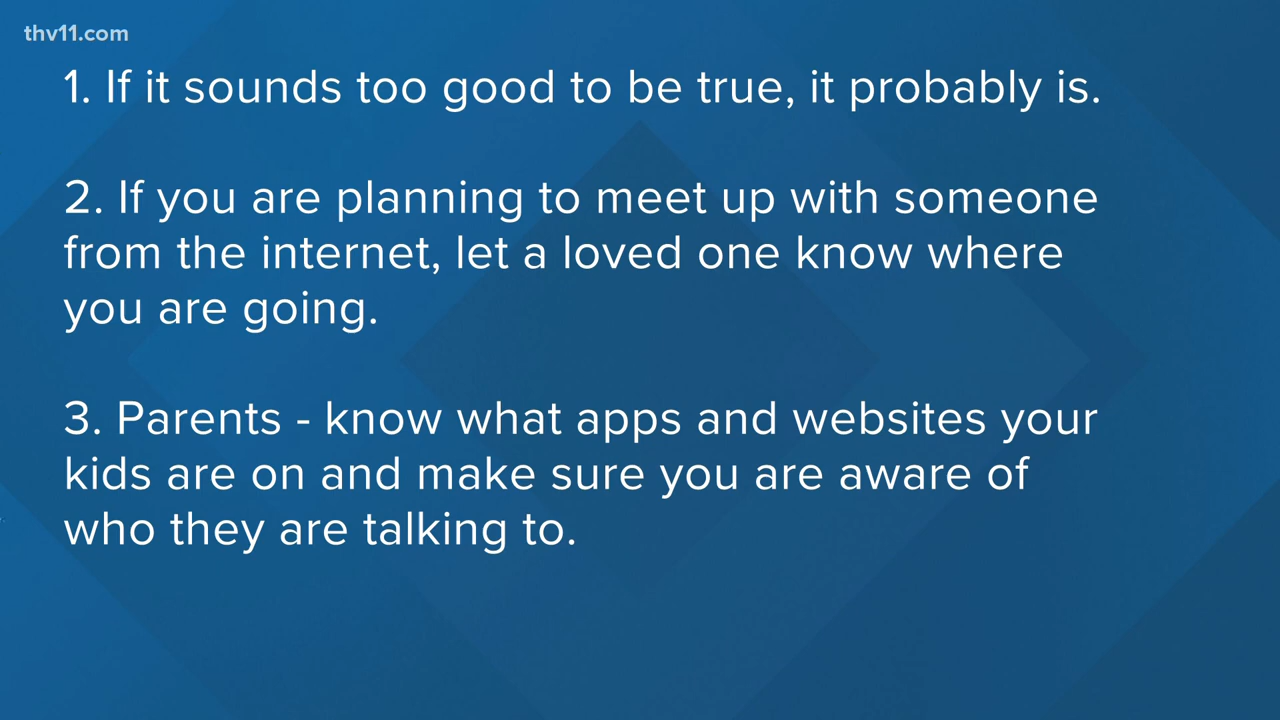 thv11.com
1. If it sounds too good to be true, it probably is.
2. If you are planning to meet up with someone
from the internet, let a loved one know where
you are going.
3. Parents - know what apps and websites your
kids are on and make sure you are aware of
who they are talking to.